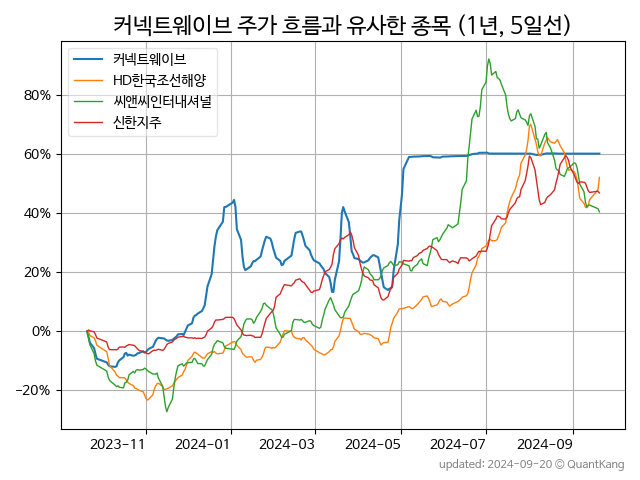 커넥트웨이브 주가 흐름과 유사한 종목 (1년, 5일선)
커넥트웨이브
HD한국조선해양
씨앤씨인터내셔널
신한지주
80%
60%
40%
20%
0%
−20%
2023−11 2024−01 2024−03 2024−05 2024−07 2024−09
updated: 2024−09−20 © QuantKang